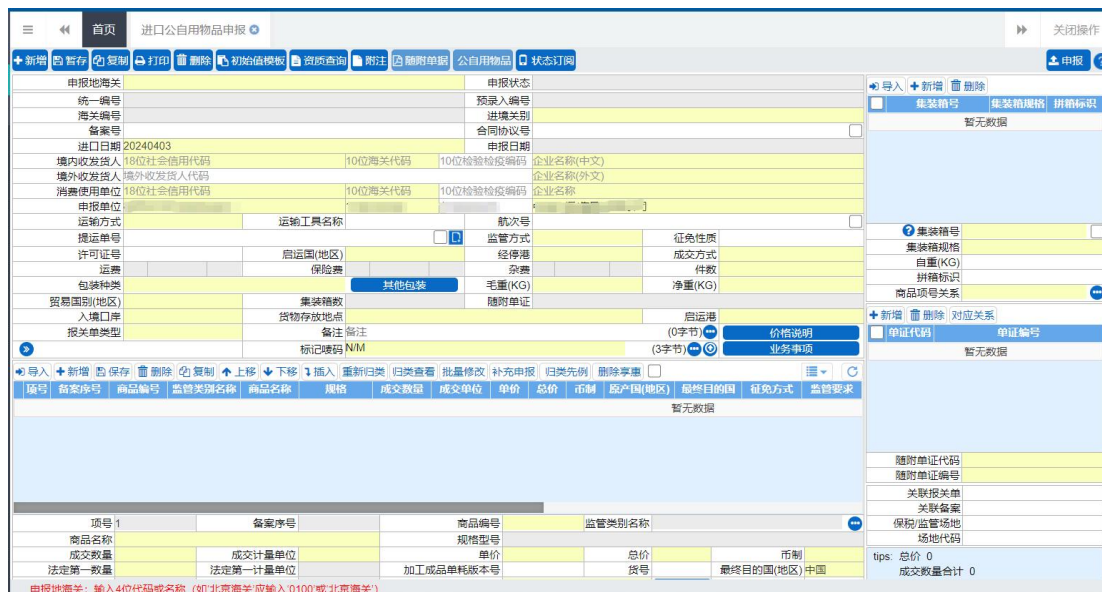 首页 进口公自用物品申报 关闭操作
新增 暂存 复制 打印 删除 初始值模板 资质查询 附注 随附单据 公自用物品 状态订阅 申报
申报地海关 申报状态
统一编号 预录入编号
海关编号 进境关别
备案号 合同协议号
进口日期 20240403 申报日期
境内收发货人 18位社会信用代码 10位海关代码 10位检验检疫编码 企业名称(中文)
境外收发货人 境外收发货人代码 企业名称(外文)
消费使用单位 18位社会信用代码 10位海关代码 10位检验检疫编码 企业名称
申报单位
运输方式 运输工具名称 航次号
提运单号 监管方式 征免性质
许可证号 启运国(地区) 经停港 成交方式
运费 保险费 杂费 件数
包装种类 其他包装 毛重(KG) 净重(KG)
贸易国别(地区) 集装箱数 随附单证
入境口岸 货物存放地点 启运港
报关单类型 备注 备注 (0字节) 价格说明
标记唛码 N/M (3字节) 业务事项
导入 新增 保存 删除 复制 上移 下移 插入 重新归类 归类查看 批量修改 补充申报 归类先例 删除享惠
项号 备案序号 商品编号 监管类别名称 商品名称 规格 成交数量 成交单位 单价 总价 币制 原产国(地区) 最终目的国 征免方式 监管要求
暂无数据
项号 1 备案序号 商品编号 监管类别名称
商品名称 规格型号
成交数量 成交计量单位 单价 总价 币制
法定第一数量 法定第一计量单位 加工成品单耗版本号 货号 最终目的国(地区) 中国
申报地海关：输入4位代码或名称（如'北京海关'应输入'0100'或'北京海关'）
导入 新增 删除
集装箱号 集装箱规格 拼箱标识
暂无数据
集装箱号
集装箱规格
自重(KG)
拼箱标识
商品项号关系
新增 删除 对应关系
单证代码 单证编号
暂无数据
随附单证代码
随附单证编号
关联报关单
关联备案
保税/监管场地
场地代码
tips: 总价 0
成交数量合计 0